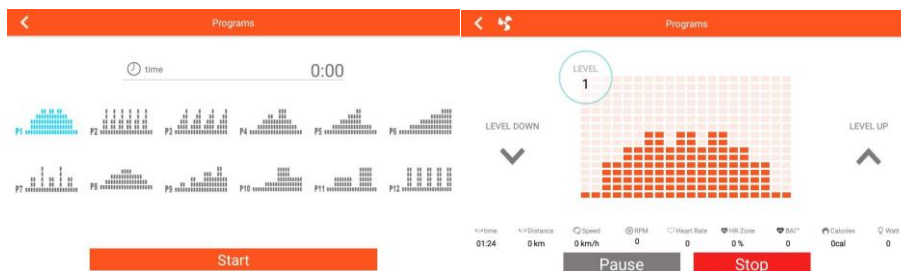 Programs
time 0:00
P1 P2 P3 P4 P5 P6
P7 P8 P9 P10 P11 P12
Start
Programs
LEVEL
1
LEVEL DOWN LEVEL UP
time Distance Speed RPM Heart Rate HR Zone BAI™ Calories Watt
01:24 0 km 0 km/h 0 0 0 % 0 0cal 0
Pause Stop